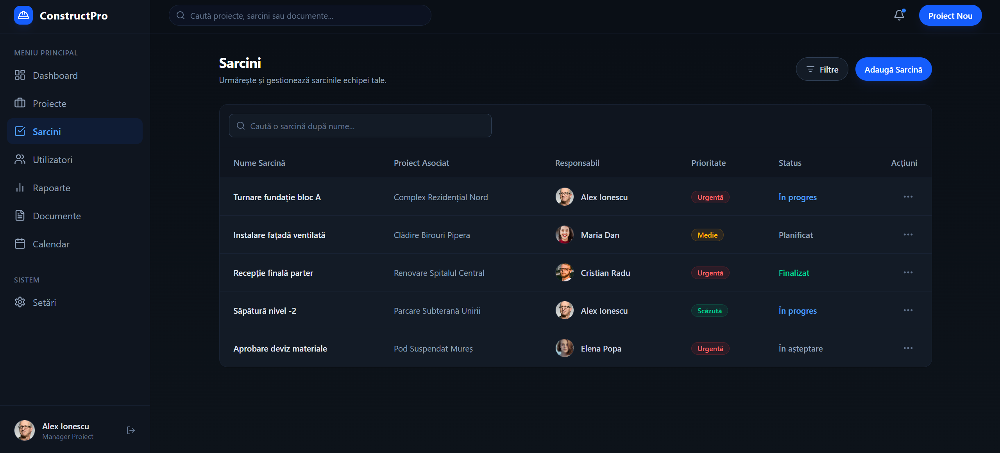 ConstructPro
Caută proiecte, sarcini sau documente...
Proiect Nou
MENIU PRINCIPAL
Dashboard
Proiecte
Sarcini
Utilizatori
Rapoarte
Documente
Calendar
SISTEM
Setări
Alex Ionescu
Manager Proiect
Sarcini
Urmărește și gestionează sarcinile echipei tale.
Filtre
Adaugă Sarcină
Caută o sarcină după nume...
Nume Sarcină Proiect Asociat Responsabil Prioritate Status Acțiuni
Turnare fundație bloc A Complex Rezidențial Nord Alex Ionescu Urgentă În progres
Instalare fațadă ventilată Clădire Birouri Pipera Maria Dan Medie Planificat
Recepție finală parter Renovare Spitalul Central Cristian Radu Urgentă Finalizat
Săpătură nivel -2 Parcare Subterană Unirii Alex Ionescu Scăzută În progres
Aprobare deviz materiale Pod Suspendat Mureș Elena Popa Urgentă În așteptare